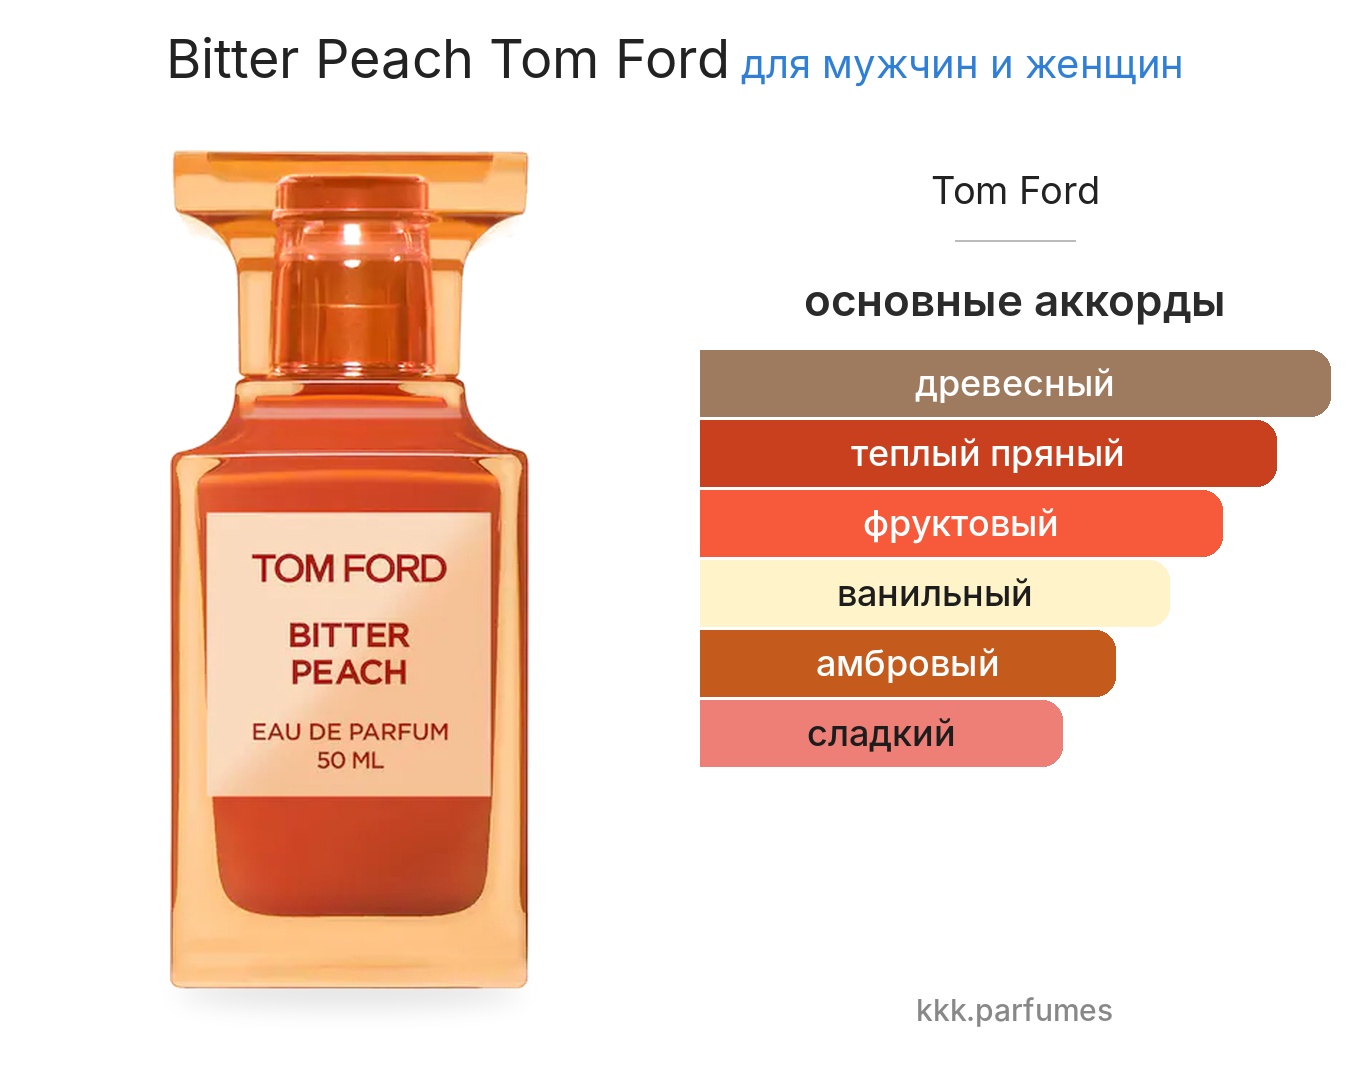 Bitter Peach Tom Ford для мужчин и женщин
TOM FORD
BITTER
PEACH
EAU DE PARFUM
50 ML
Tom Ford
основные аккорды
древесный
теплый пряный
фруктовый
ванильный
амбровый
сладкий
kkk.parfumes